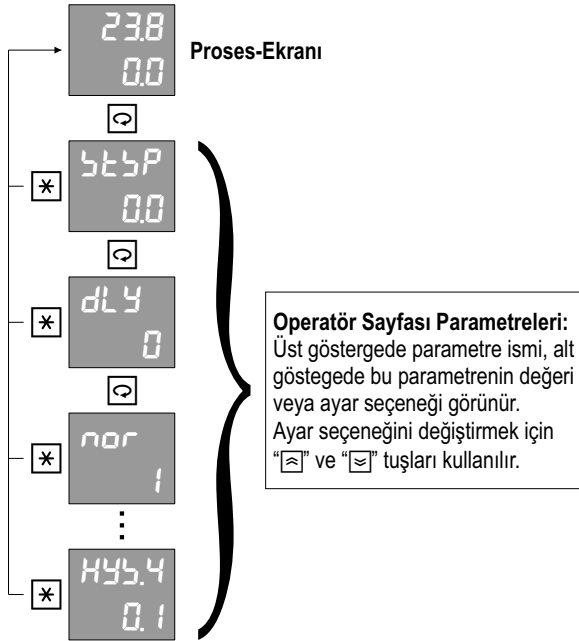 23.8
0.0
Proses-Ekranı
StSP
0.0
dLY
0
nor
1
HYS.4
0.1
Operatör Sayfası Parametreleri:
Üst göstergede parametre ismi, alt
göstegede bu parametrenin değeri
veya ayar seçeneği görünür.
Ayar seçeneğini değiştirmek için
“” ve “” tuşları kullanılır.